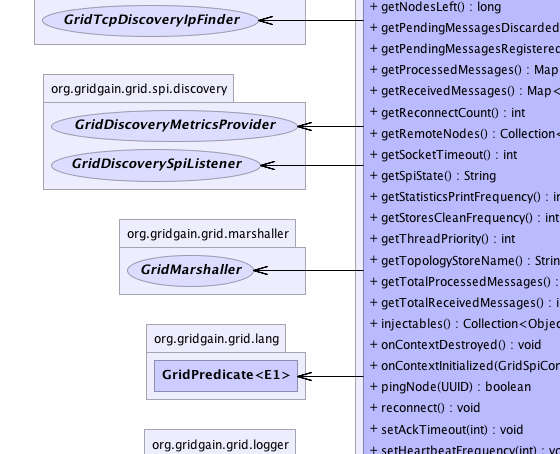 GridTcpDiscoveryIpFinder
org.gridgain.grid.spi.discovery
GridDiscoveryMetricsProvider
GridDiscoverySpiListener
org.gridgain.grid.marshaller
GridMarshaller
org.gridgain.grid.lang
GridPredicate<E1>
org.gridgain.grid.logger
+ getNodesLeft() : long
+ getPendingMessagesDiscarded
+ getPendingMessagesRegistered
+ getProcessedMessages() : Map
+ getReceivedMessages() : Map<
+ getReconnectCount() : int
+ getRemoteNodes() : Collection<
+ getSocketTimeout() : int
+ getSpiState() : String
+ getStatisticsPrintFrequency() : in
+ getStoresCleanFrequency() : int
+ getThreadPriority() : int
+ getTopologyStoreName() : Strin
+ getTotalProcessedMessages() :
+ getTotalReceivedMessages() : i
+ injectables() : Collection<Objec
+ onContextDestroyed() : void
+ onContextInitialized(GridSpiCon
+ pingNode(UUID) : boolean
+ reconnect() : void
+ setAckTimeout(int) : void
+ setHeartbeatFrequency(int) : vo